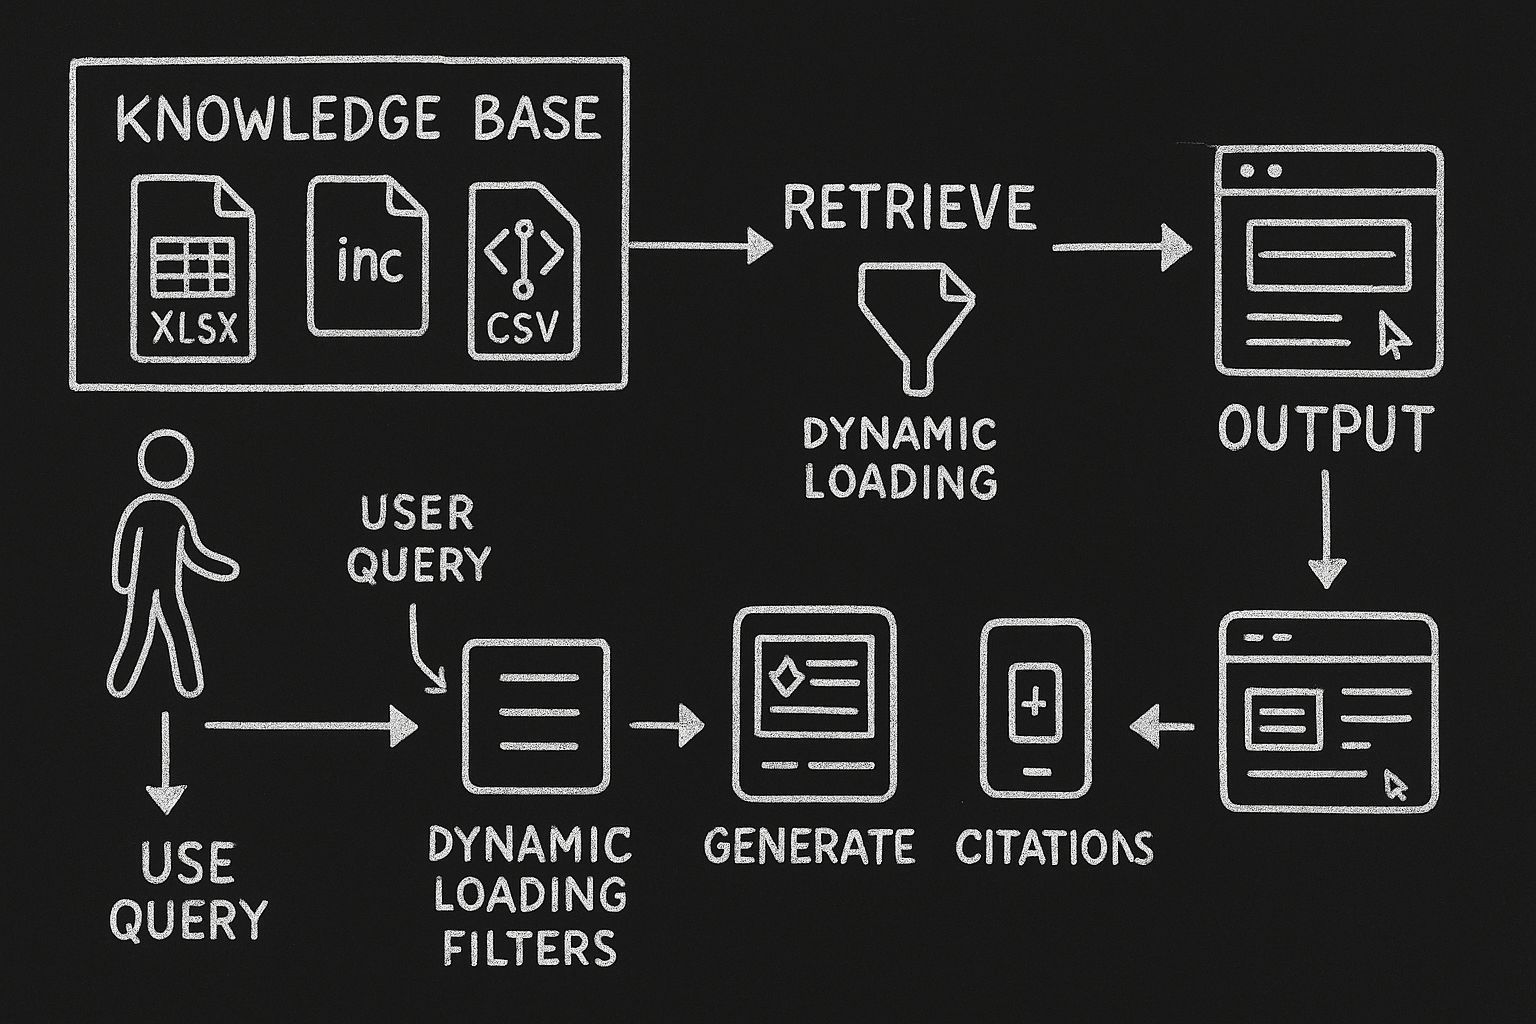 KNOWLEDGE BASE
XLSX
inc
CSV
RETRIEVE
DYNAMIC
LOADING
OUTPUT
USER
QUERY
USE
QUERY
DYNAMIC
LOADING
FILTERS
GENERATE
CITATIONS